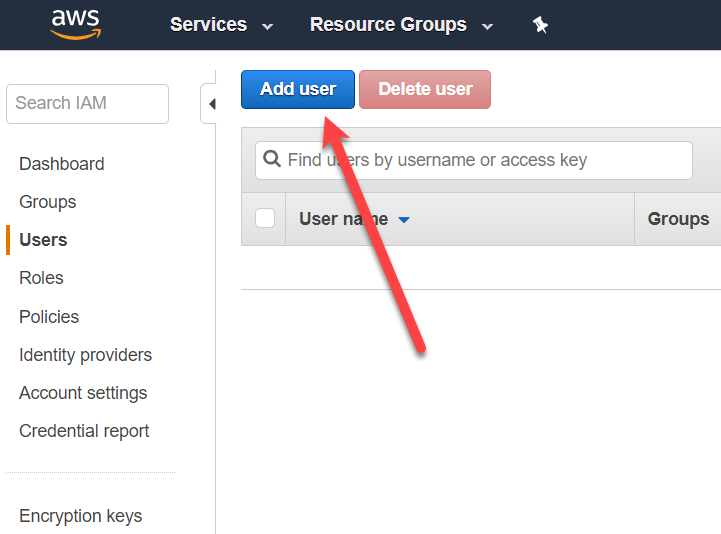 aws
Services
Resource Groups
Search IAM
Dashboard
Groups
Users
Roles
Policies
Identity providers
Account settings
Credential report
Encryption keys
Add user
Delete user
Find users by username or access key
User name
Groups